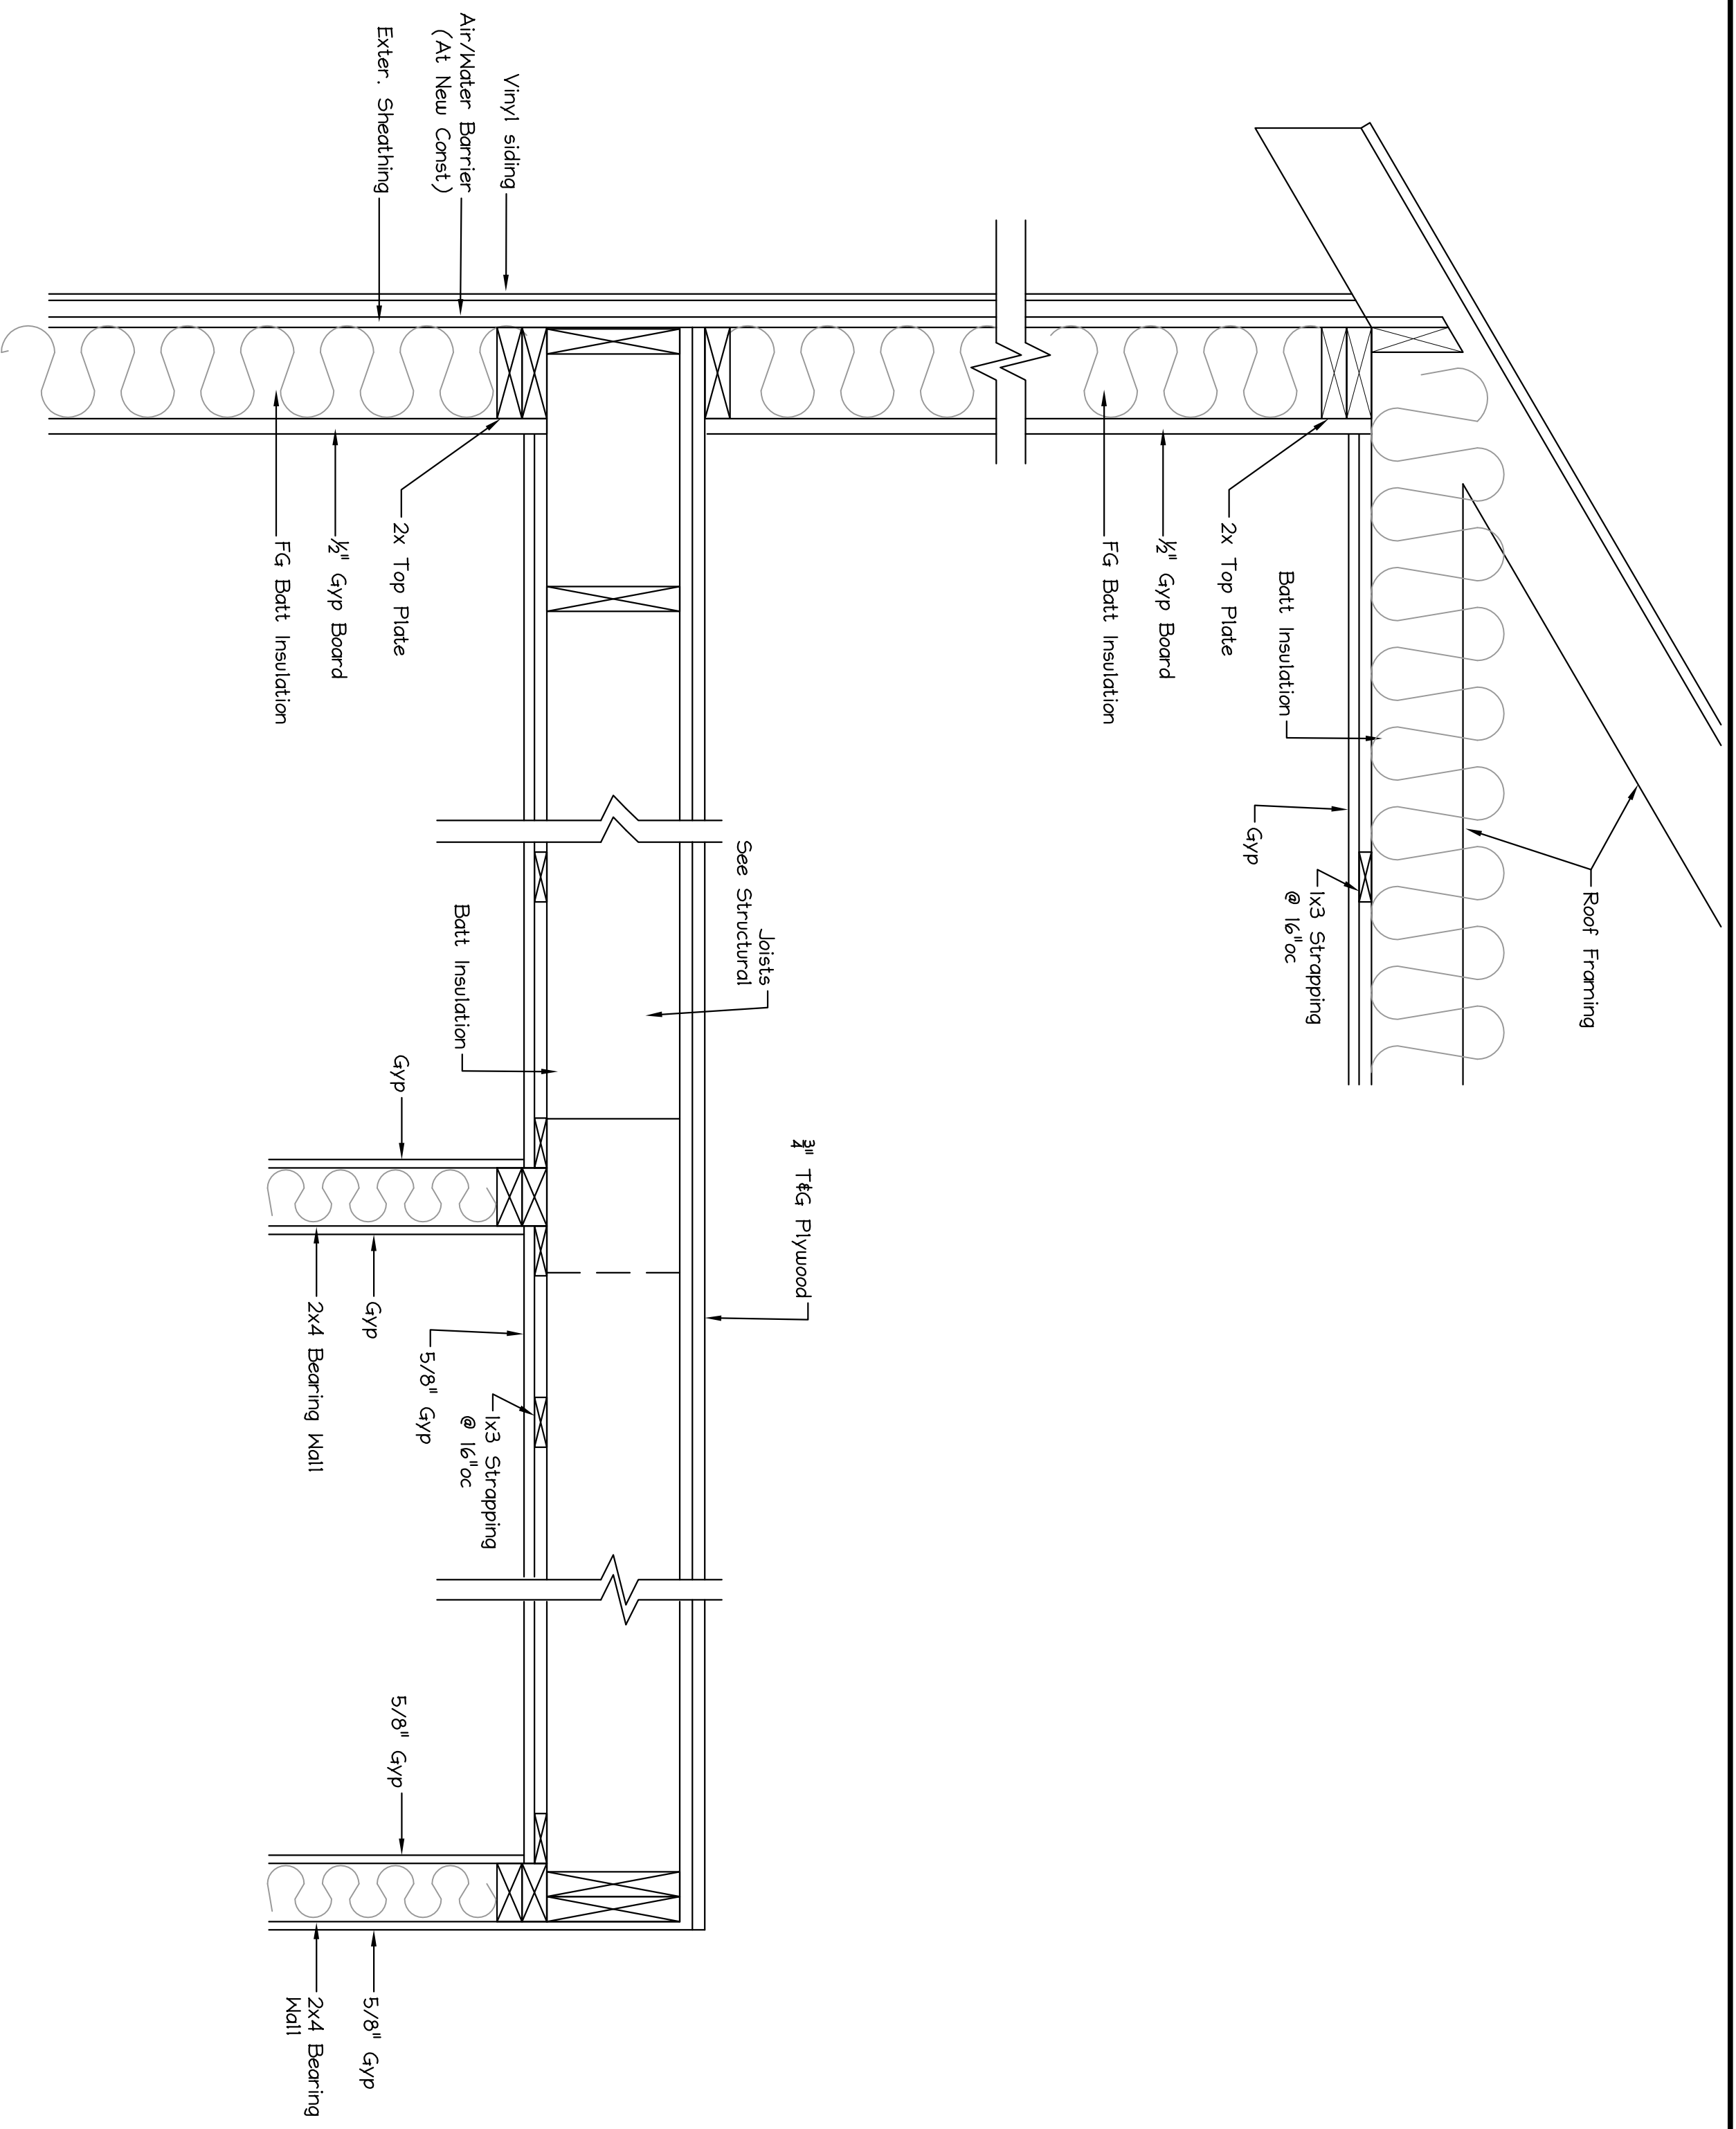 Roof Framing
1x3 Strapping
@ 16"oc
Gyp
Batt Insulation
2x Top Plate
½" Gyp Board
FG Batt Insulation
¾" T&G Plywood
Joists
See Structural
Vinyl siding
Air/Water Barrier
(At New Const.)
Exter. Sheathing
2x Top Plate
½" Gyp Board
FG Batt Insulation
Batt Insulation
Gyp
1x3 Strapping
@ 16"oc
5/8" Gyp
Gyp
2x4 Bearing Wall
5/8" Gyp
5/8" Gyp
2x4 Bearing
Wall